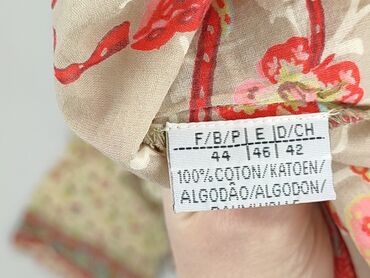 F/B/P E D/CH
44 46 42
100% COTON/KATOEN/
ALGODÃO/ALGODON/